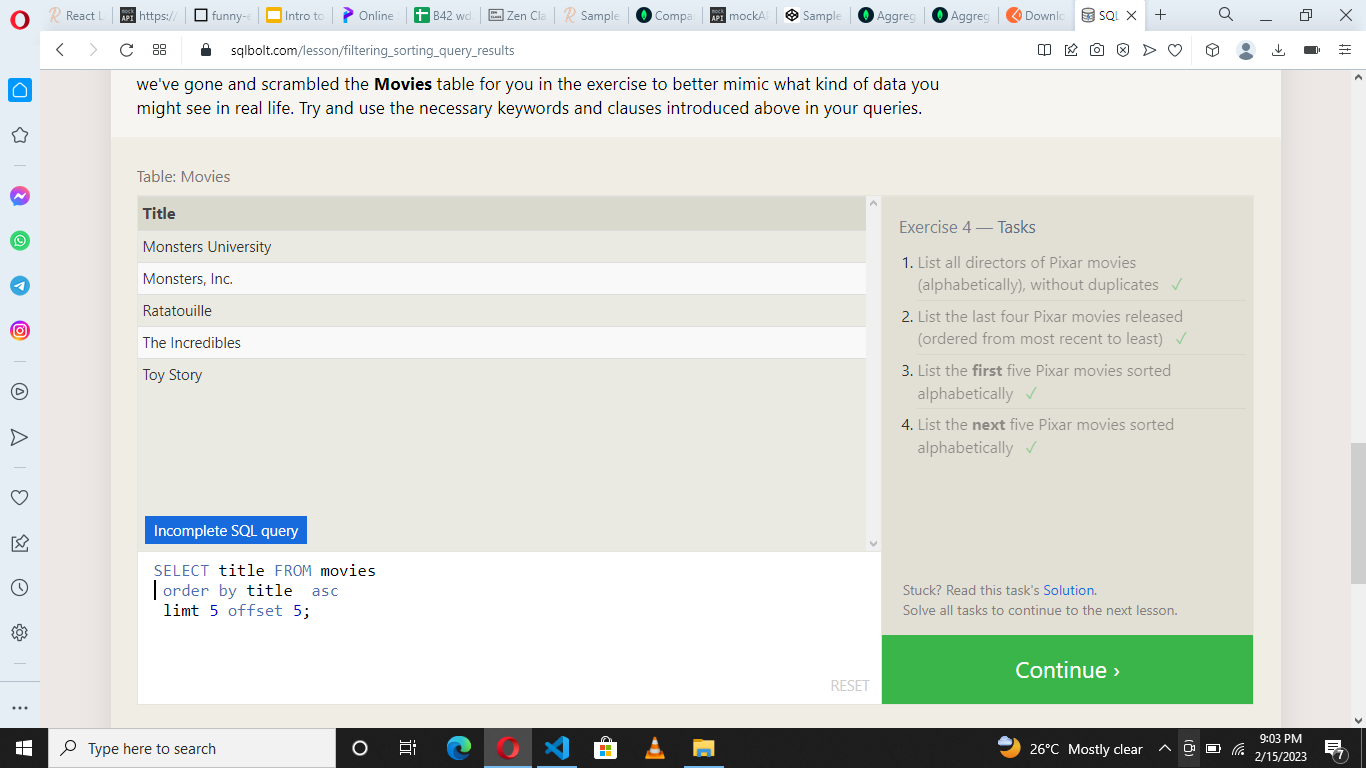 React L
https:/
funny-e
Intro to
Online
B42 wd
Zen Cla
Sample
Compa
mockA
Sample
Aggreg
Aggreg
Downlo
SQL
sqlbolt.com/lesson/filtering_sorting_query_results
we've gone and scrambled the Movies table for you in the exercise to better mimic what kind of data you
might see in real life. Try and use the necessary keywords and clauses introduced above in your queries.
Table: Movies
Title
Monsters University
Monsters, Inc.
Ratatouille
The Incredibles
Toy Story
Incomplete SQL query
SELECT title FROM movies
order by title  asc
limt 5 offset 5;
RESET
Exercise 4 — Tasks
1. List all directors of Pixar movies
(alphabetically), without duplicates ✓
2. List the last four Pixar movies released
(ordered from most recent to least) ✓
3. List the first five Pixar movies sorted
alphabetically ✓
4. List the next five Pixar movies sorted
alphabetically ✓
Stuck? Read this task's Solution.
Solve all tasks to continue to the next lesson.
Continue ›
Type here to search
26°C Mostly clear
9:03 PM
2/15/2023
7